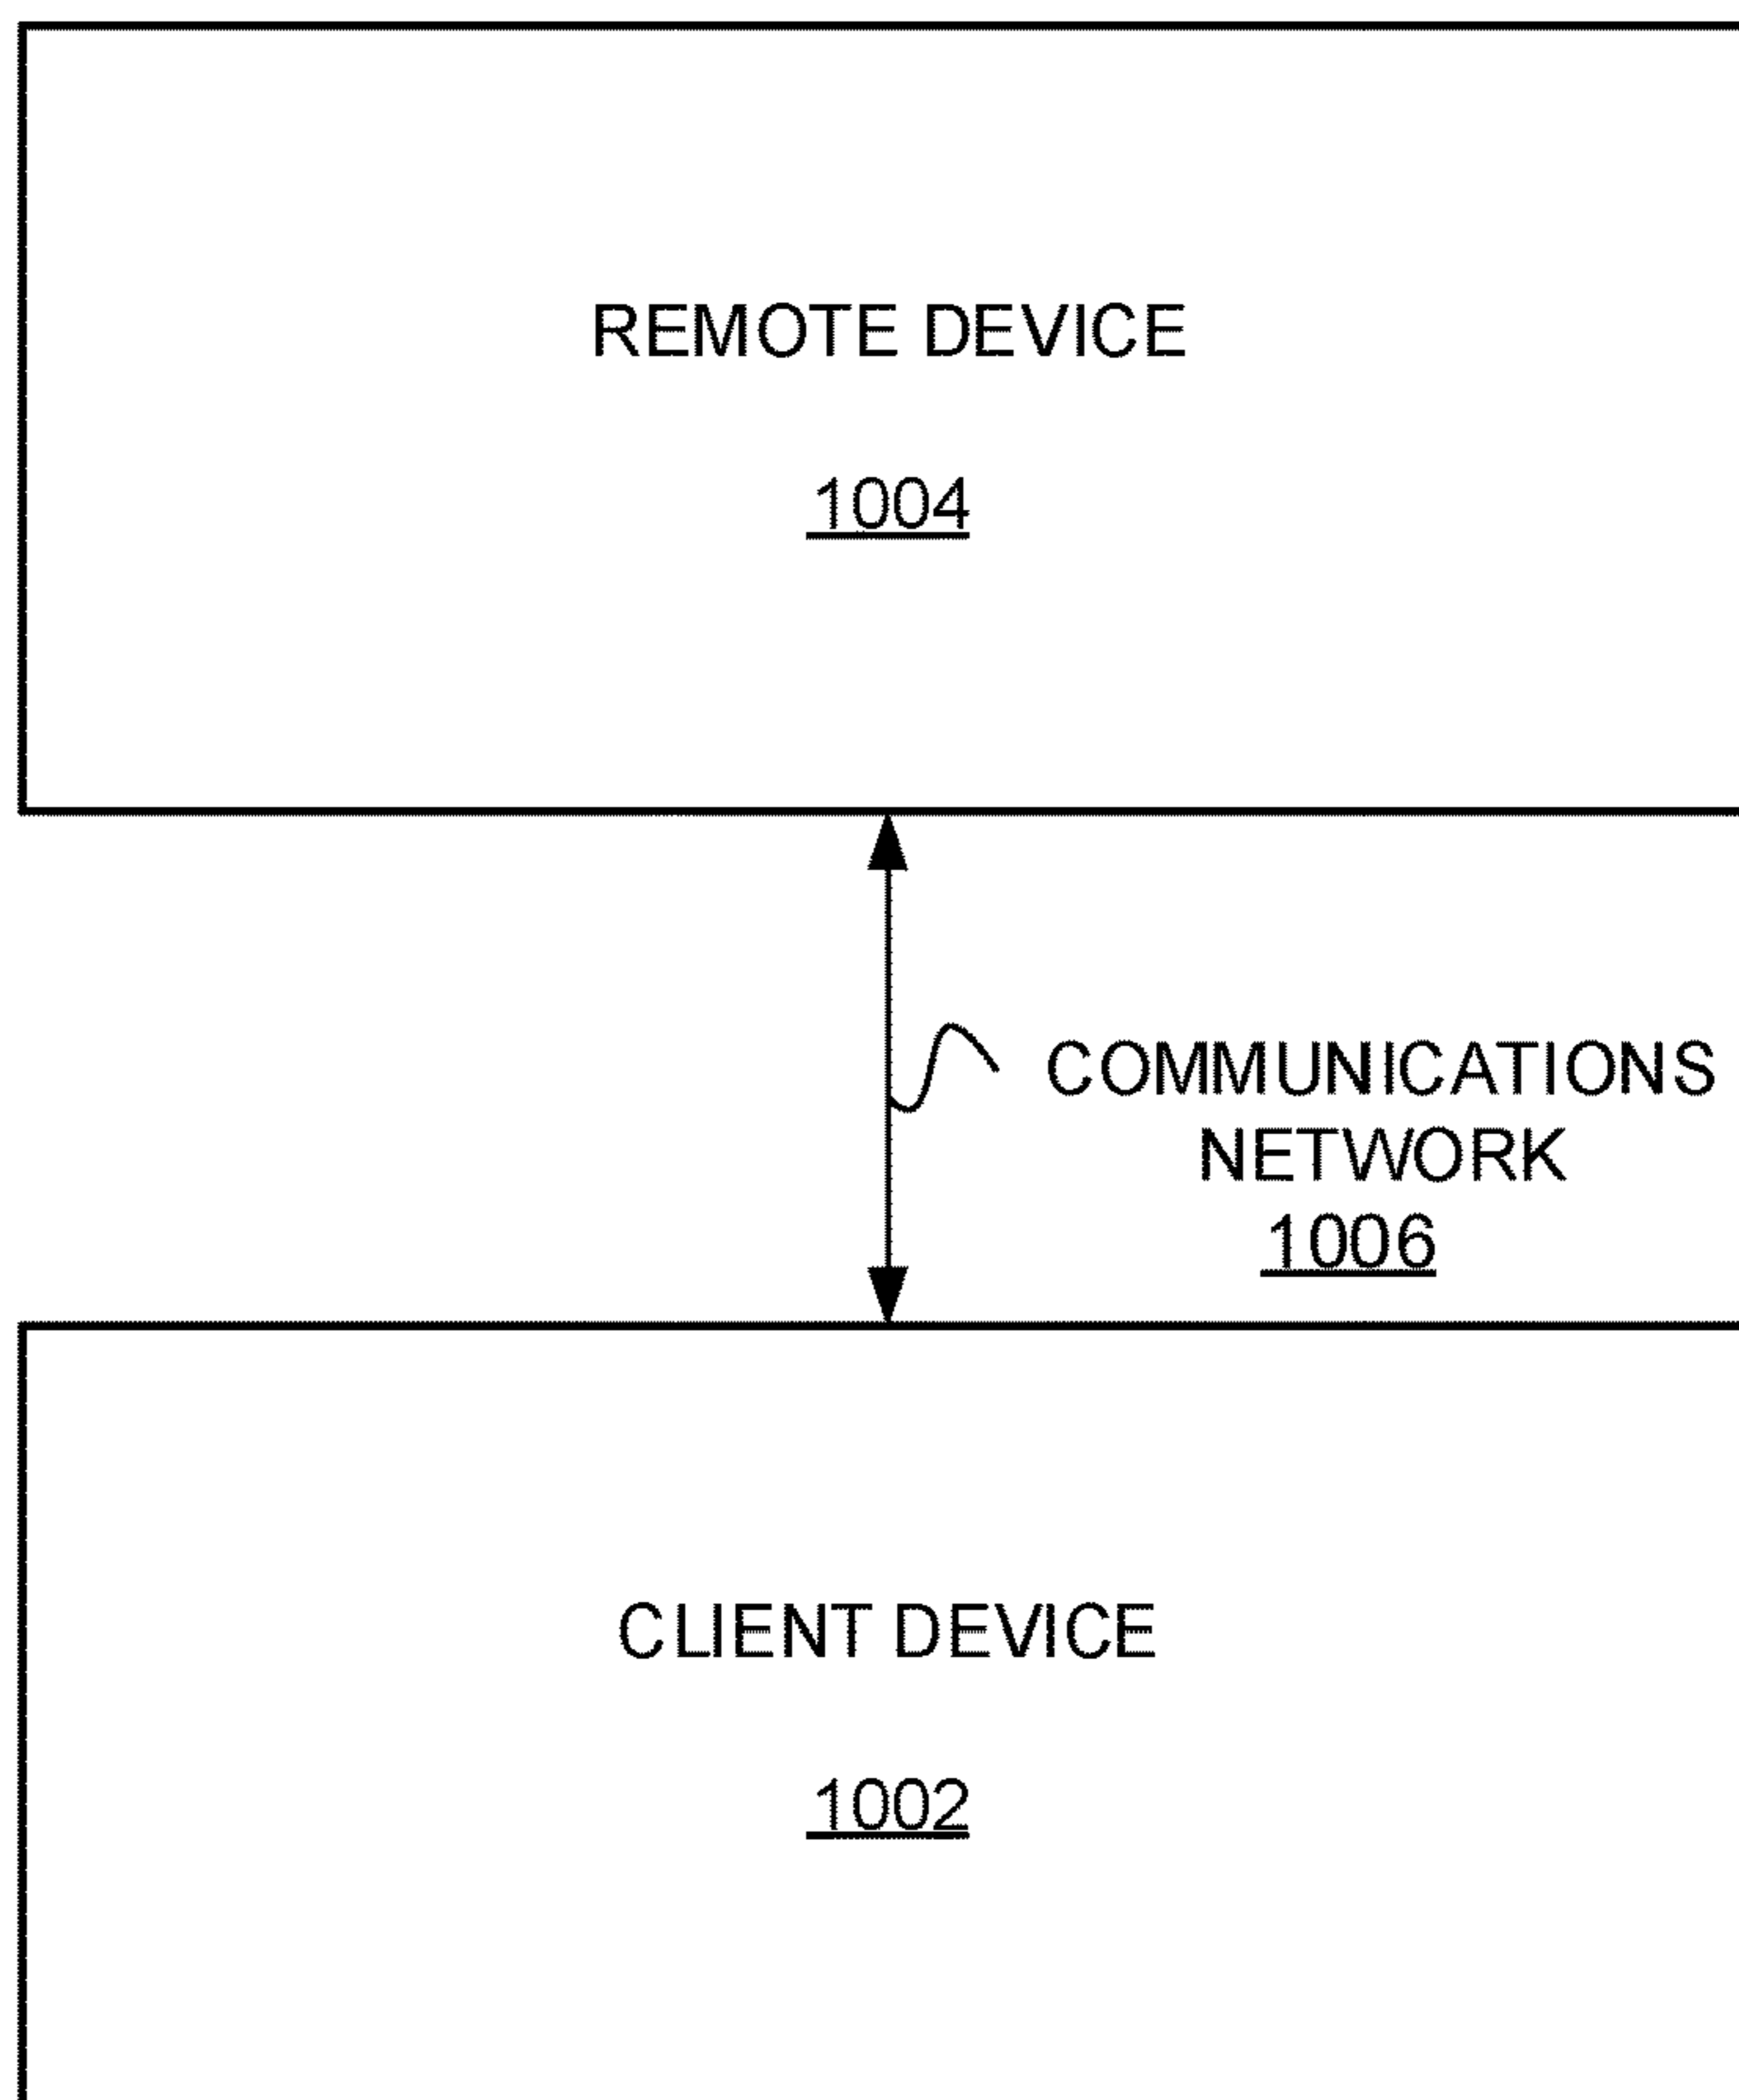 REMOTE DEVICE
1004
COMMUNICATIONS
NETWORK
1006
CLIENT DEVICE
1002